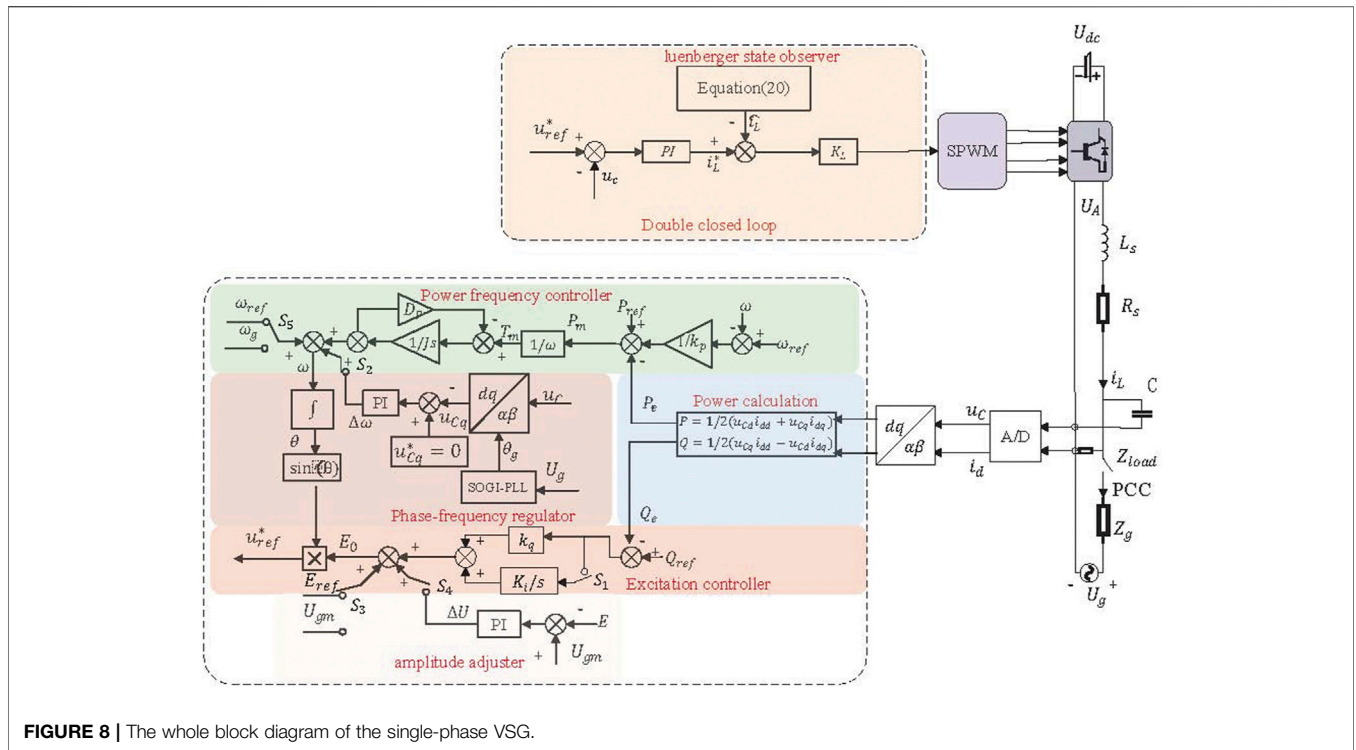 luenberger state observer
Equation(20)
U_dc
- +
- î_L
u*_ref + PI + i*_L K_L SPWM
- u_c
Double closed loop
U_A
L_s
R_s
Power frequency controller
ω_ref S_5 D_p - T_m P_m P_ref ω
ω_g + + + 1/Js + 1/ω + - 1/k_p - + ω_ref
ω + S_2
i_L C
∫ PI - dq
αβ u_c
Δω + u_Cq
θ u*_Cq = 0 θ_g
SOGI-PLL U_g
Phase-frequency regulator
P_e Power calculation
P = 1/2(u_Cd i_dd + u_Cq i_dq)
Q = 1/2(u_Cq i_dd − u_Cd i_dq)
dq
αβ
u_C
A/D
i_d
Z_load
PCC
Z_g
- U_g +
Q_e
u*_ref E_0 + + k_q - ± Q_ref
E_ref + + S_4 + K_i/s S_1 Excitation controller
S_3
U_gm ΔU PI - E
+ U_gm
amplitude adjuster
FIGURE 8 | The whole block diagram of the single-phase VSG.